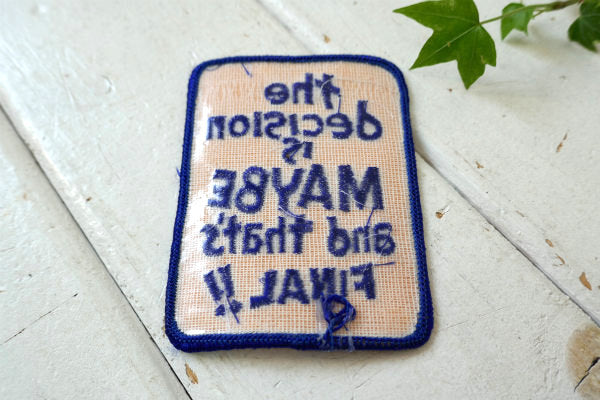 the
decision
is
MAYBE
and that's
FINAL!!